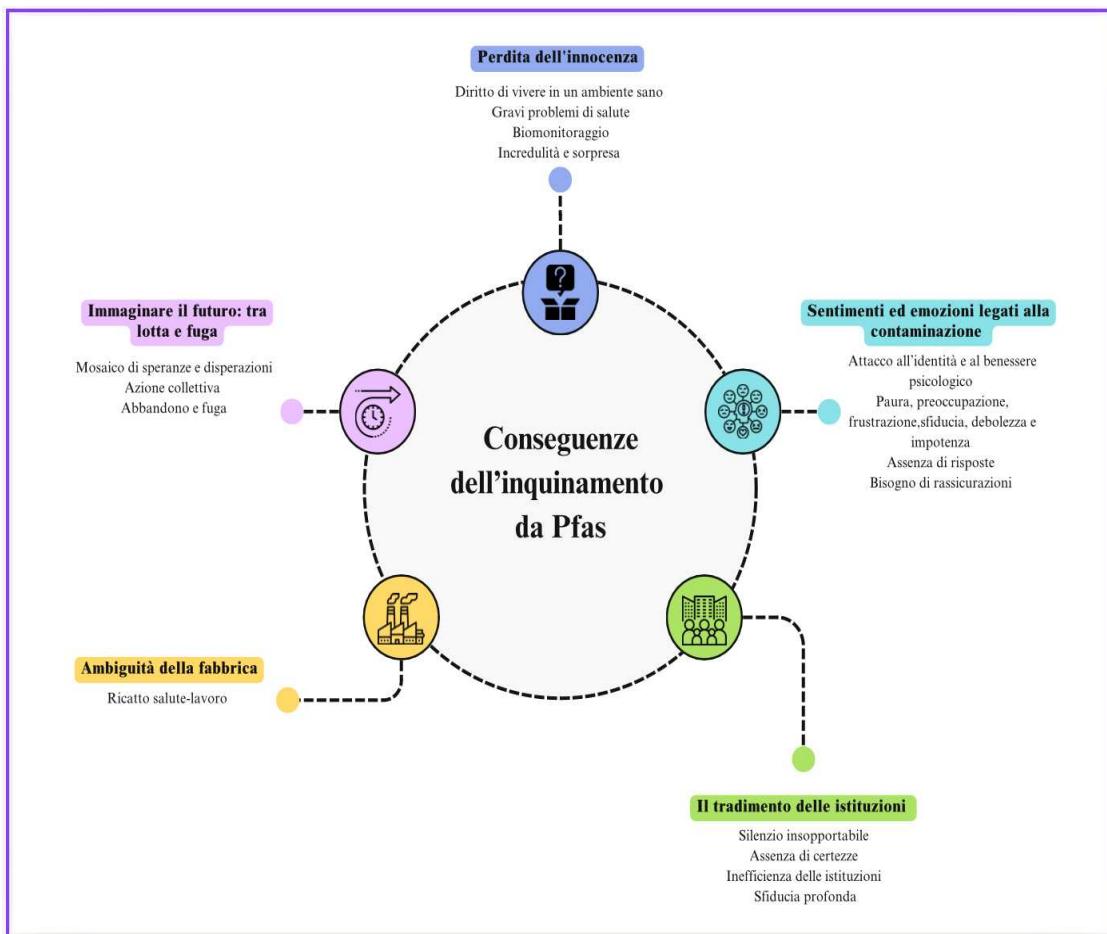 Perdita dell'innocenza
Diritto di vivere in un ambiente sano
Gravi problemi di salute
Biomonitoraggio
Incredulità e sorpresa
Immaginare il futuro: tra
lotta e fuga
Mosaico di speranze e disperazioni
Azione collettiva
Abbandono e fuga
Sentimenti ed emozioni legati alla
contaminazione
Attacco all'identità e al benessere
psicologico
Paura, preoccupazione,
frustrazione,sfiducia, debolezza e
impotenza
Assenza di risposte
Bisogno di rassicurazioni
Conseguenze
dell'inquinamento
da Pfas
Ambiguità della fabbrica
Ricatto salute-lavoro
Il tradimento delle istituzioni
Silenzio insopportabile
Assenza di certezze
Inefficienza delle istituzioni
Sfiducia profonda